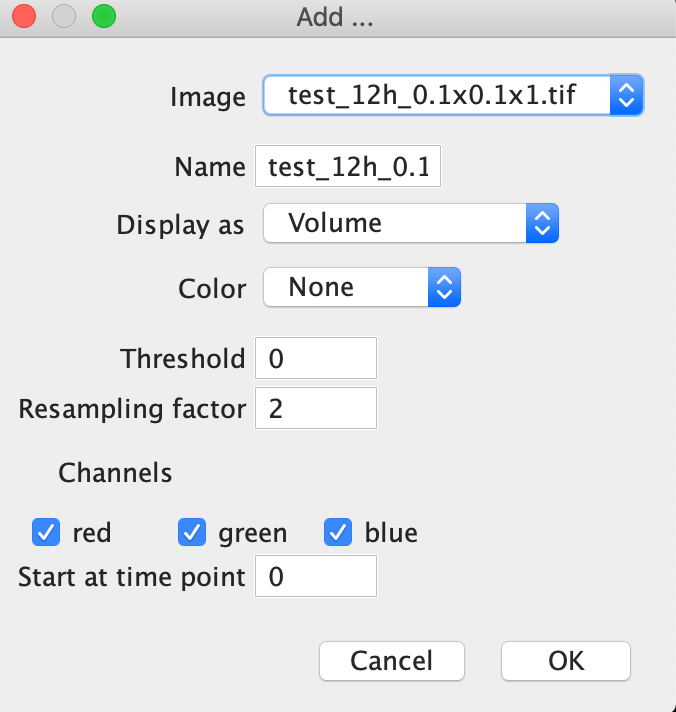 Add ...
Image test_12h_0.1x0.1x1.tif
Name test_12h_0.1
Display as Volume
Color None
Threshold 0
Resampling factor 2
Channels
red green blue
Start at time point 0
Cancel OK